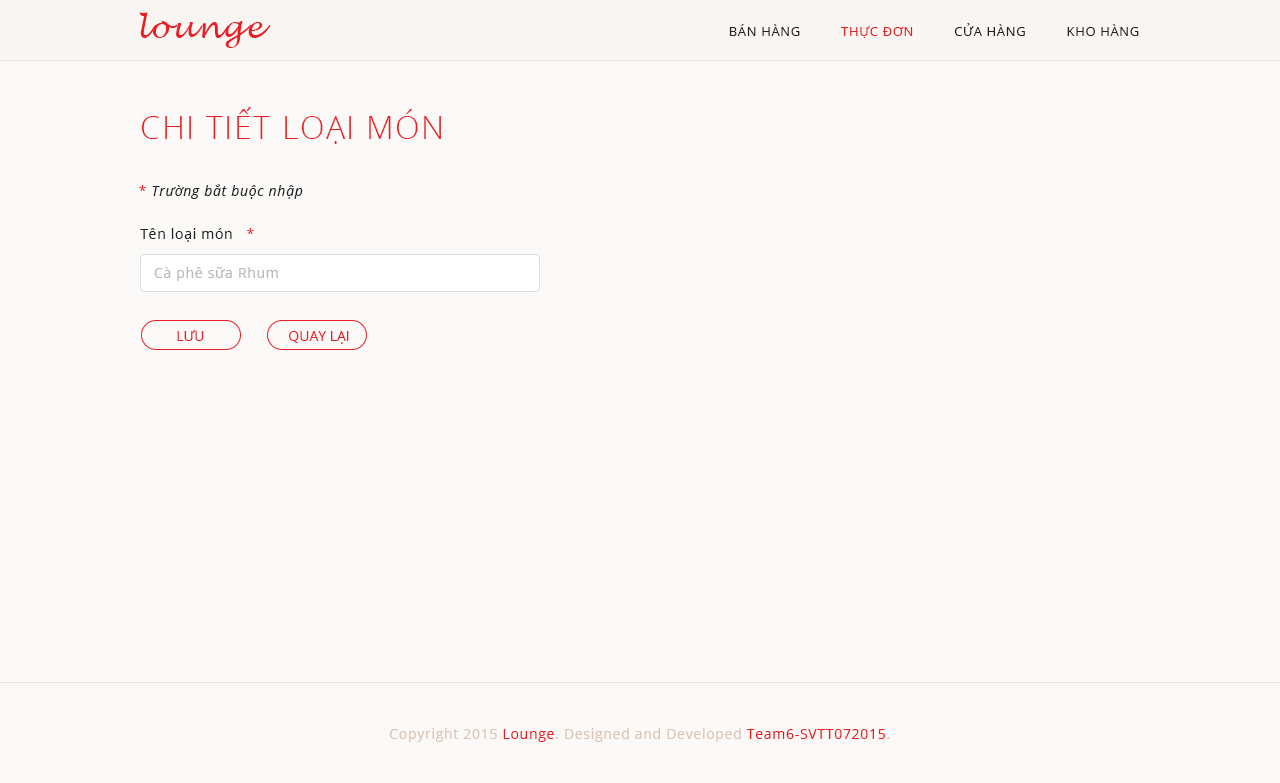 lounge
BÁN HÀNG THỰC ĐƠN CỬA HÀNG KHO HÀNG
CHI TIẾT LOẠI MÓN
* Trường bắt buộc nhập
Tên loại món *
Cà phê sữa Rhum
LƯU QUAY LẠI
Copyright 2015 Lounge. Designed and Developed Team6-SVTT072015.